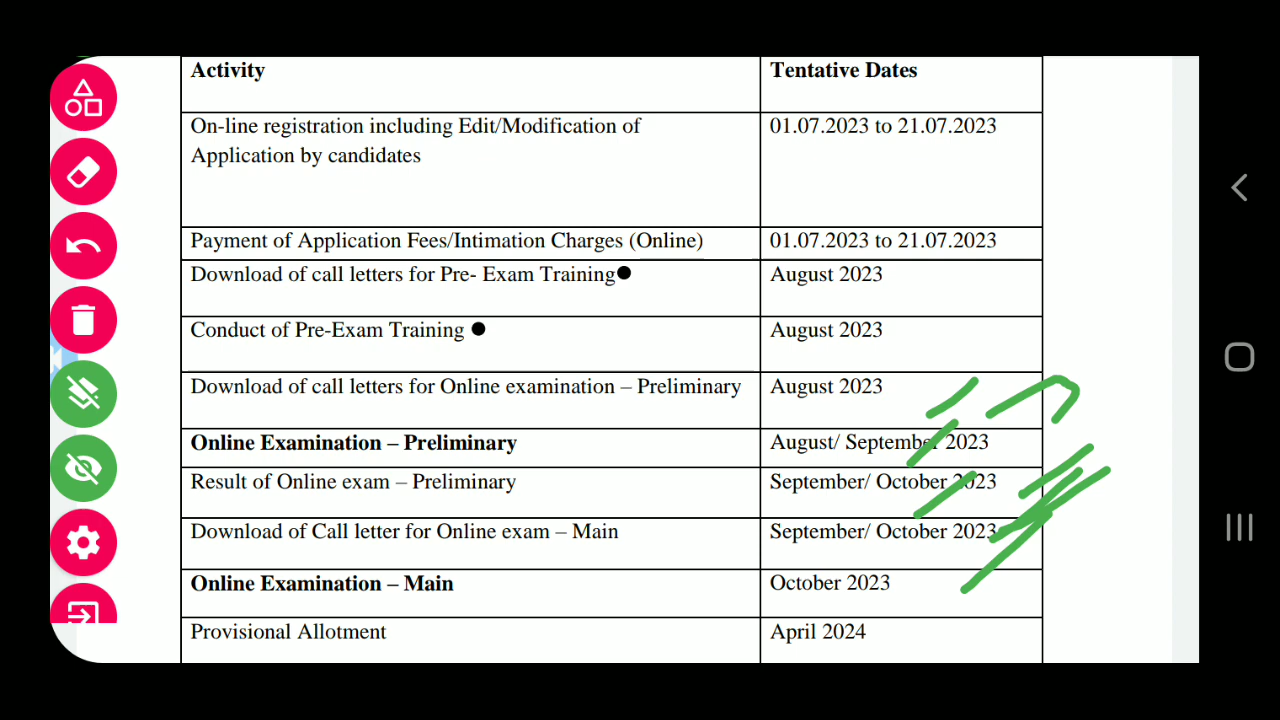 Activity Tentative Dates
On-line registration including Edit/Modification of 01.07.2023 to 21.07.2023
Application by candidates
Payment of Application Fees/Intimation Charges (Online) 01.07.2023 to 21.07.2023
Download of call letters for Pre- Exam Training● August 2023
Conduct of Pre-Exam Training ● August 2023
Download of call letters for Online examination – Preliminary August 2023
Online Examination – Preliminary August/ September 2023
Result of Online exam – Preliminary September/ October 2023
Download of Call letter for Online exam – Main September/ October 2023
Online Examination – Main October 2023
Provisional Allotment April 2024